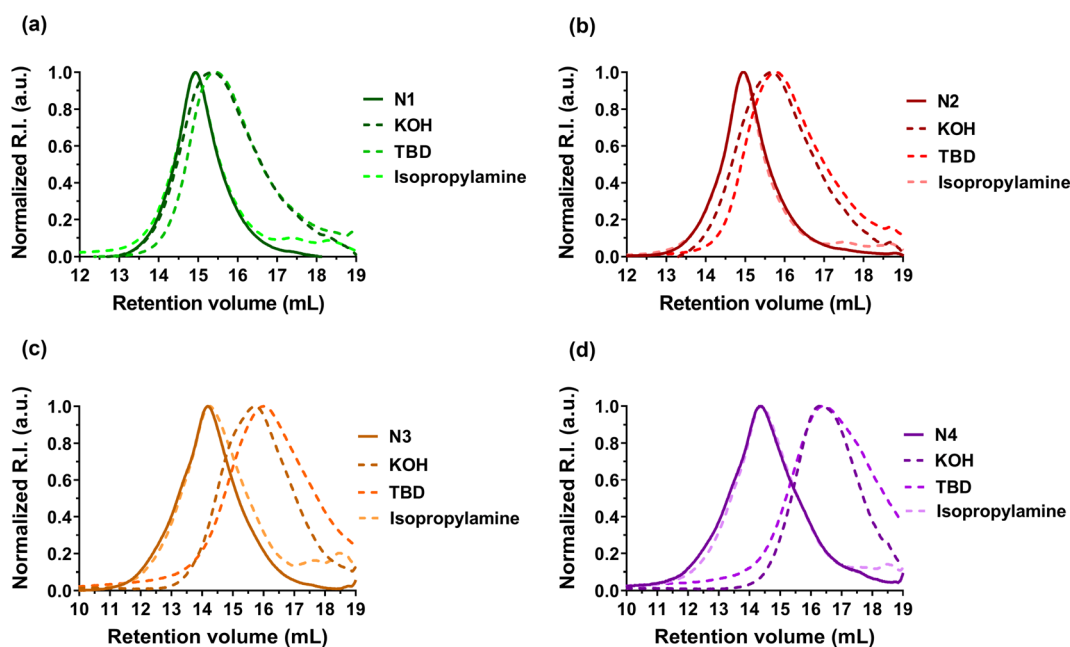 (a)
Normalized R.I. (a.u.)
1.0
0.8
0.6
0.4
0.2
0.0
12 13 14 15 16 17 18 19
Retention volume (mL)
N1
KOH
TBD
Isopropylamine
(b)
Normalized R.I. (a.u.)
1.0
0.8
0.6
0.4
0.2
0.0
12 13 14 15 16 17 18 19
Retention volume (mL)
N2
KOH
TBD
Isopropylamine
(c)
Normalized R.I. (a.u.)
1.0
0.8
0.6
0.4
0.2
0.0
10 11 12 13 14 15 16 17 18 19
Retention volume (mL)
N3
KOH
TBD
Isopropylamine
(d)
Normalized R.I. (a.u.)
1.0
0.8
0.6
0.4
0.2
0.0
10 11 12 13 14 15 16 17 18 19
Retention volume (mL)
N4
KOH
TBD
Isopropylamine